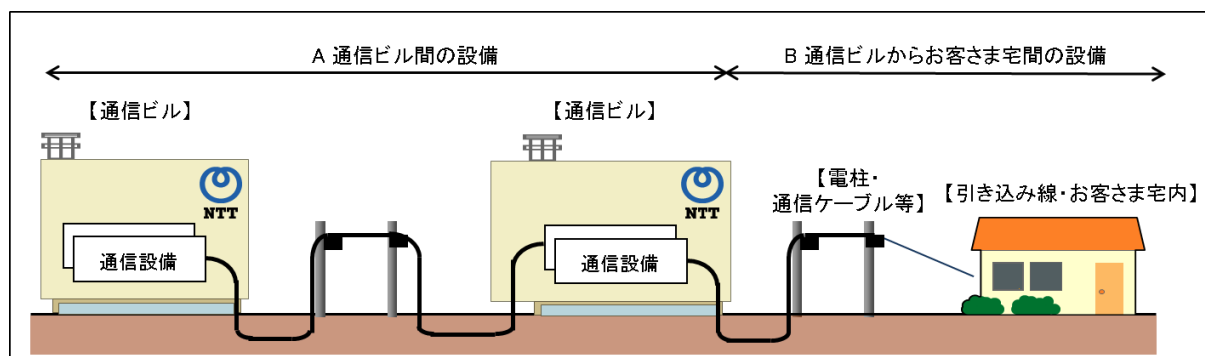 A 通信ビル間の設備
B 通信ビルからお客さま宅間の設備
【通信ビル】
【通信ビル】
【電柱・
通信ケーブル等】
【引き込み線・お客さま宅内】
NTT
NTT
通信設備
通信設備